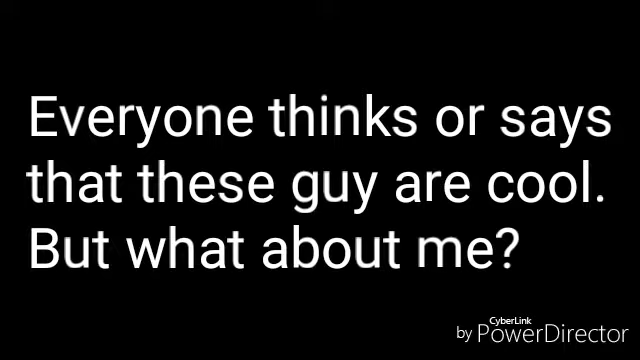 Everyone thinks or says
that these guy are cool.
But what about me?
CyberLink
by PowerDirector